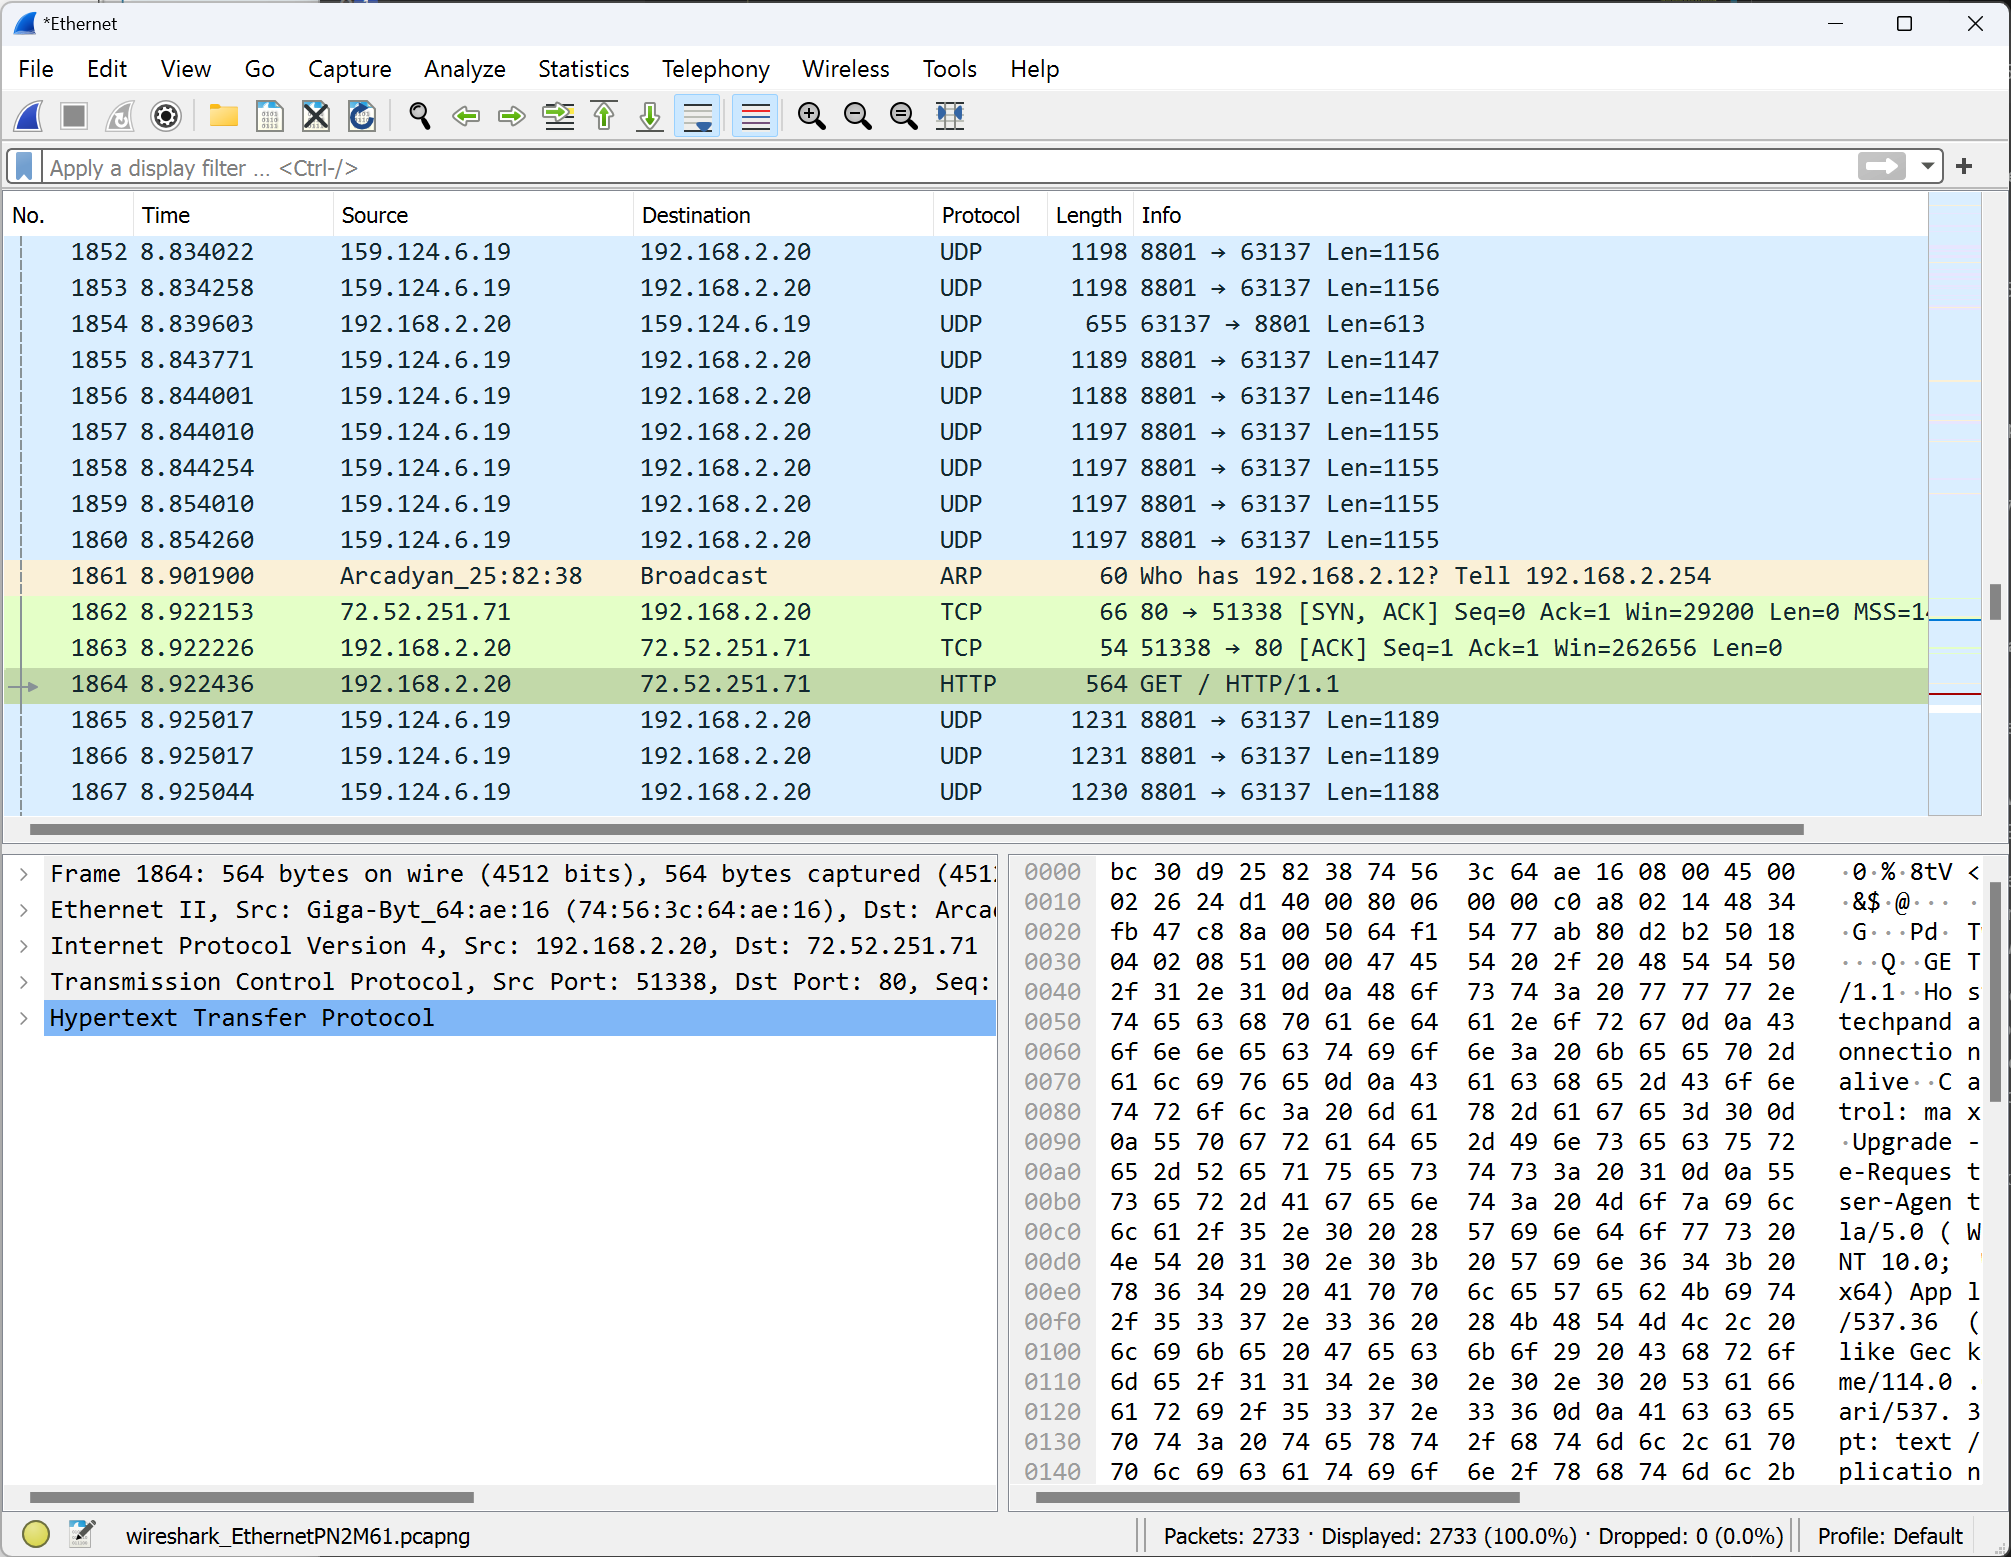 *Ethernet
File Edit View Go Capture Analyze Statistics Telephony Wireless Tools Help
Apply a display filter … <Ctrl-/>
No. Time Source Destination Protocol Length Info
1852 8.834022 159.124.6.19 192.168.2.20 UDP 1198 8801 → 63137 Len=1156
1853 8.834258 159.124.6.19 192.168.2.20 UDP 1198 8801 → 63137 Len=1156
1854 8.839603 192.168.2.20 159.124.6.19 UDP 655 63137 → 8801 Len=613
1855 8.843771 159.124.6.19 192.168.2.20 UDP 1189 8801 → 63137 Len=1147
1856 8.844001 159.124.6.19 192.168.2.20 UDP 1188 8801 → 63137 Len=1146
1857 8.844010 159.124.6.19 192.168.2.20 UDP 1197 8801 → 63137 Len=1155
1858 8.844254 159.124.6.19 192.168.2.20 UDP 1197 8801 → 63137 Len=1155
1859 8.854010 159.124.6.19 192.168.2.20 UDP 1197 8801 → 63137 Len=1155
1860 8.854260 159.124.6.19 192.168.2.20 UDP 1197 8801 → 63137 Len=1155
1861 8.901900 Arcadyan_25:82:38 Broadcast ARP 60 Who has 192.168.2.12? Tell 192.168.2.254
1862 8.922153 72.52.251.71 192.168.2.20 TCP 66 80 → 51338 [SYN, ACK] Seq=0 Ack=1 Win=29200 Len=0 MSS=14
1863 8.922226 192.168.2.20 72.52.251.71 TCP 54 51338 → 80 [ACK] Seq=1 Ack=1 Win=262656 Len=0
1864 8.922436 192.168.2.20 72.52.251.71 HTTP 564 GET / HTTP/1.1
1865 8.925017 159.124.6.19 192.168.2.20 UDP 1231 8801 → 63137 Len=1189
1866 8.925017 159.124.6.19 192.168.2.20 UDP 1231 8801 → 63137 Len=1189
1867 8.925044 159.124.6.19 192.168.2.20 UDP 1230 8801 → 63137 Len=1188
Frame 1864: 564 bytes on wire (4512 bits), 564 bytes captured (451
Ethernet II, Src: Giga-Byt_64:ae:16 (74:56:3c:64:ae:16), Dst: Arca
Internet Protocol Version 4, Src: 192.168.2.20, Dst: 72.52.251.71
Transmission Control Protocol, Src Port: 51338, Dst Port: 80, Seq:
Hypertext Transfer Protocol
0000 bc 30 d9 25 82 38 74 56 3c 64 ae 16 08 00 45 00 ·0·%·8tV <
0010 02 26 24 d1 40 00 80 06 00 00 c0 a8 02 14 48 34 ·&$·@··· ·
0020 fb 47 c8 8a 00 50 64 f1 54 77 ab 80 d2 b2 50 18 ·G···Pd· T
0030 04 02 08 51 00 00 47 45 54 20 2f 20 48 54 54 50 ···Q··GE T
0040 2f 31 2e 31 0d 0a 48 6f 73 74 3a 20 77 77 77 2e /1.1··Ho s
0050 74 65 63 68 70 61 6e 64 61 2e 6f 72 67 0d 0a 43 techpand a
0060 6f 6e 6e 65 63 74 69 6f 6e 3a 20 6b 65 65 70 2d onnectio n
0070 61 6c 69 76 65 0d 0a 43 61 63 68 65 2d 43 6f 6e alive··C a
0080 74 72 6f 6c 3a 20 6d 61 78 2d 61 67 65 3d 30 0d trol: ma x
0090 0a 55 70 67 72 61 64 65 2d 49 6e 73 65 63 75 72 ·Upgrade -
00a0 65 2d 52 65 71 75 65 73 74 73 3a 20 31 0d 0a 55 e-Reques t
00b0 73 65 72 2d 41 67 65 6e 74 3a 20 4d 6f 7a 69 6c ser-Agen t
00c0 6c 61 2f 35 2e 30 20 28 57 69 6e 64 6f 77 73 20 la/5.0 ( W
00d0 4e 54 20 31 30 2e 30 3b 20 57 69 6e 36 34 3b 20 NT 10.0;
00e0 78 36 34 29 20 41 70 70 6c 65 57 65 62 4b 69 74 x64) App l
00f0 2f 35 33 37 2e 33 36 20 28 4b 48 54 4d 4c 2c 20 /537.36 (
0100 6c 69 6b 65 20 47 65 63 6b 6f 29 20 43 68 72 6f like Gec k
0110 6d 65 2f 31 31 34 2e 30 2e 30 2e 30 20 53 61 66 me/114.0 .
0120 61 72 69 2f 35 33 37 2e 33 36 0d 0a 41 63 63 65 ari/537. 3
0130 70 74 3a 20 74 65 78 74 2f 68 74 6d 6c 2c 61 70 pt: text /
0140 70 6c 69 63 61 74 69 6f 6e 2f 78 68 74 6d 6c 2b plicatio n
wireshark_EthernetPN2M61.pcapng Packets: 2733 · Displayed: 2733 (100.0%) · Dropped: 0 (0.0%) Profile: Default